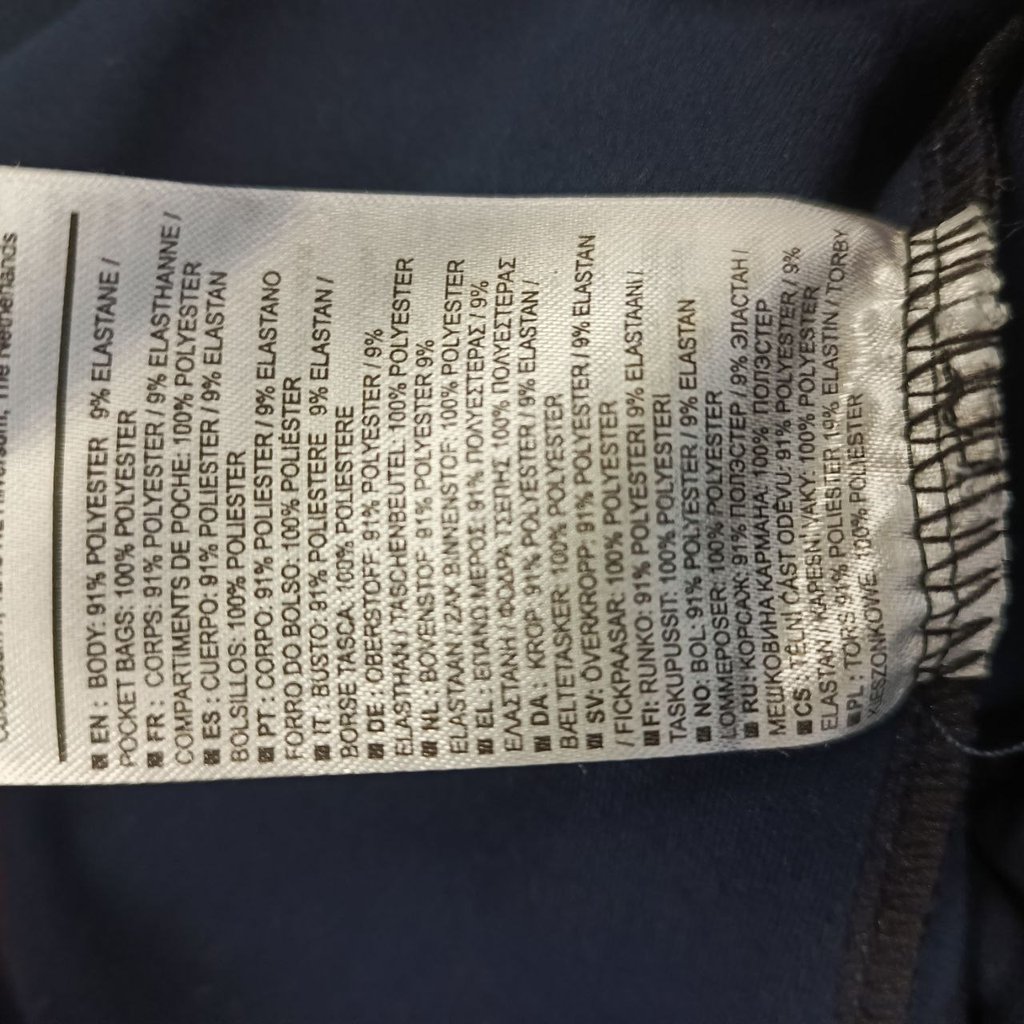 The Netherlands
EN : BODY: 91% POLYESTER 9% ELASTANE /
POCKET BAGS: 100% POLYESTER
FR : CORPS: 91% POLYESTER / 9% ELASTHANNE /
COMPARTIMENTS DE POCHE: 100% POLYESTER
ES : CUERPO: 91% POLIESTER / 9% ELASTAN
BOLSILLOS: 100% POLIESTER
PT : CORPO: 91% POLIESTER / 9% ELASTANO
FORRO DO BOLSO: 100% POLIÉSTER
IT : BUSTO: 91% POLIESTERE 9% ELASTAN /
BORSE TASCA. 100% POLIESTERE
DE : OBERSTOFF: 91% POLYESTER / 9%
ELASTHAN / TASCHENBEUTEL: 100% POLYESTER
NL : BOVENSTOF: 91% POLYESTER 9%
ELASTAAN / ZAK BINNENSTOF: 100% POLYESTER
EL : ΕΠΑΝΩ ΜΕΡΟΣ: 91% ΠΟΛΥΕΣΤΕΡΑΣ / 9%
ΕΛΑΣΤΑΝΗ ΦΟΔΡΑ ΤΣΕΠΗΣ 100% ΠΟΛΥΕΣΤΕΡΑΣ
DA : KROP: 91% POLYESTER / 9% ELASTAN /
BÆLTETASKER: 100% POLYESTER
SV: ÖVERKROPP: 91% POLYESTER / 9% ELASTAN
/ FICKPAASAR: 100% POLYESTER
FI: RUNKO: 91% POLYESTERI 9% ELASTAANI /
TASKUPUSSIT: 100% POLYESTERI
NO: BOL: 91% POLYESTER / 9% ELASTAN
LOMMEPOSER: 100% POLYESTER
RU: КОРСАЖ: 91% ПОЛЭСТЕР / 9% ЭЛАСТАН /
МЕШКОВИНА КАРМАНА: 100% ПОЛЭСТЕР
CS : TĚLNÍ ČÁST ODĚVU: 91% POLYESTER / 9%
ELASTAN / KAPESNÍ VAKY: 100% POLYESTER
PL : TORS: 91% POLIESTER 19% ELASTIN / TORBY
KIESZONKOWE: 100% POLIESTER